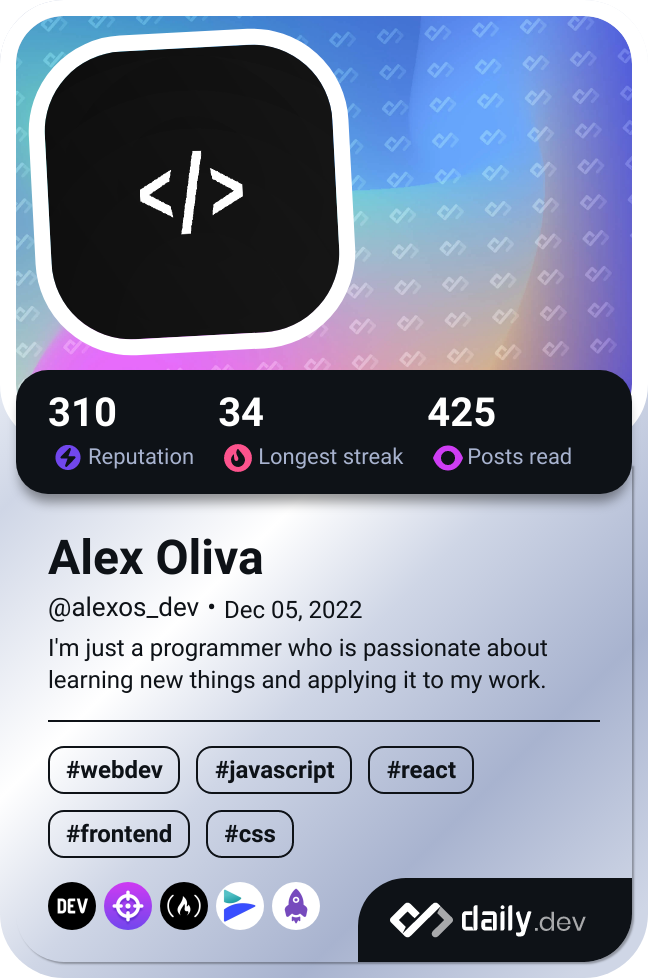 </>
310 34 425
Reputation Longest streak Posts read
Alex Oliva
@alexos_dev • Dec 05, 2022
I'm just a programmer who is passionate about
learning new things and applying it to my work.
#webdev #javascript #react
#frontend #css
DEV
daily.dev